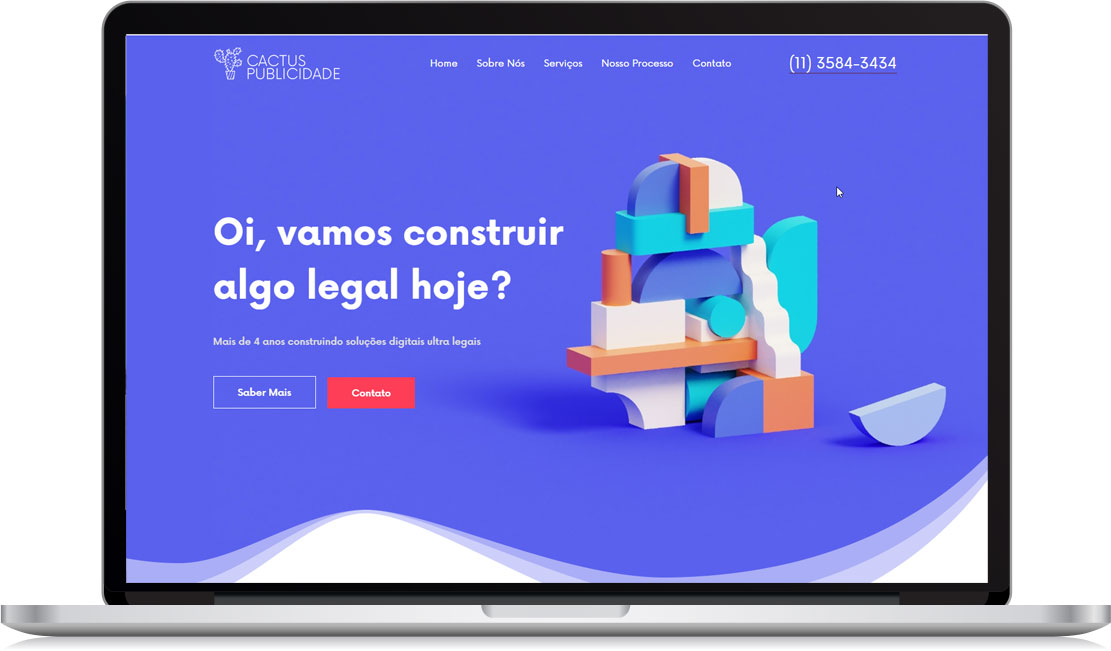 CACTUS
PUBLICIDADE
Home Sobre Nós Serviços Nosso Processo Contato
(11) 3584-3434
Oi, vamos construir
algo legal hoje?
Mais de 4 anos construindo soluções digitais ultra legais
Saber Mais Contato